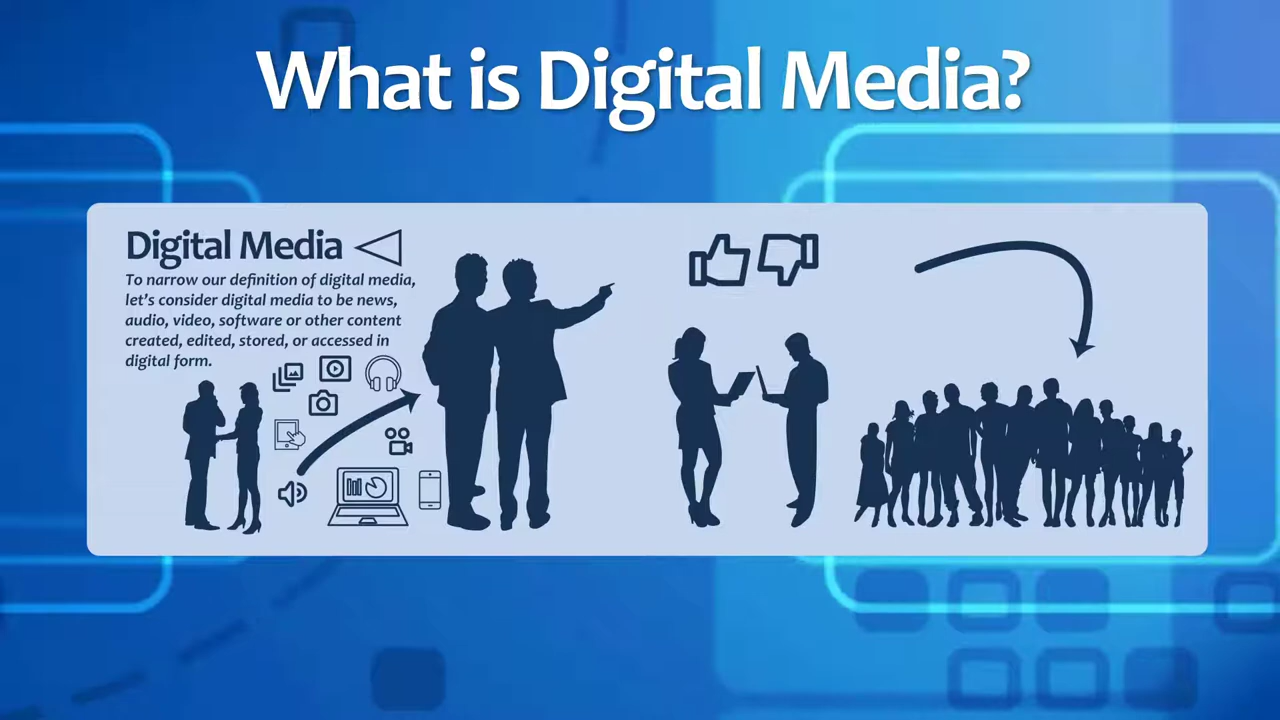 What is Digital Media?
Digital Media
To narrow our definition of digital media,
let's consider digital media to be news,
audio, video, software or other content
created, edited, stored, or accessed in
digital form.